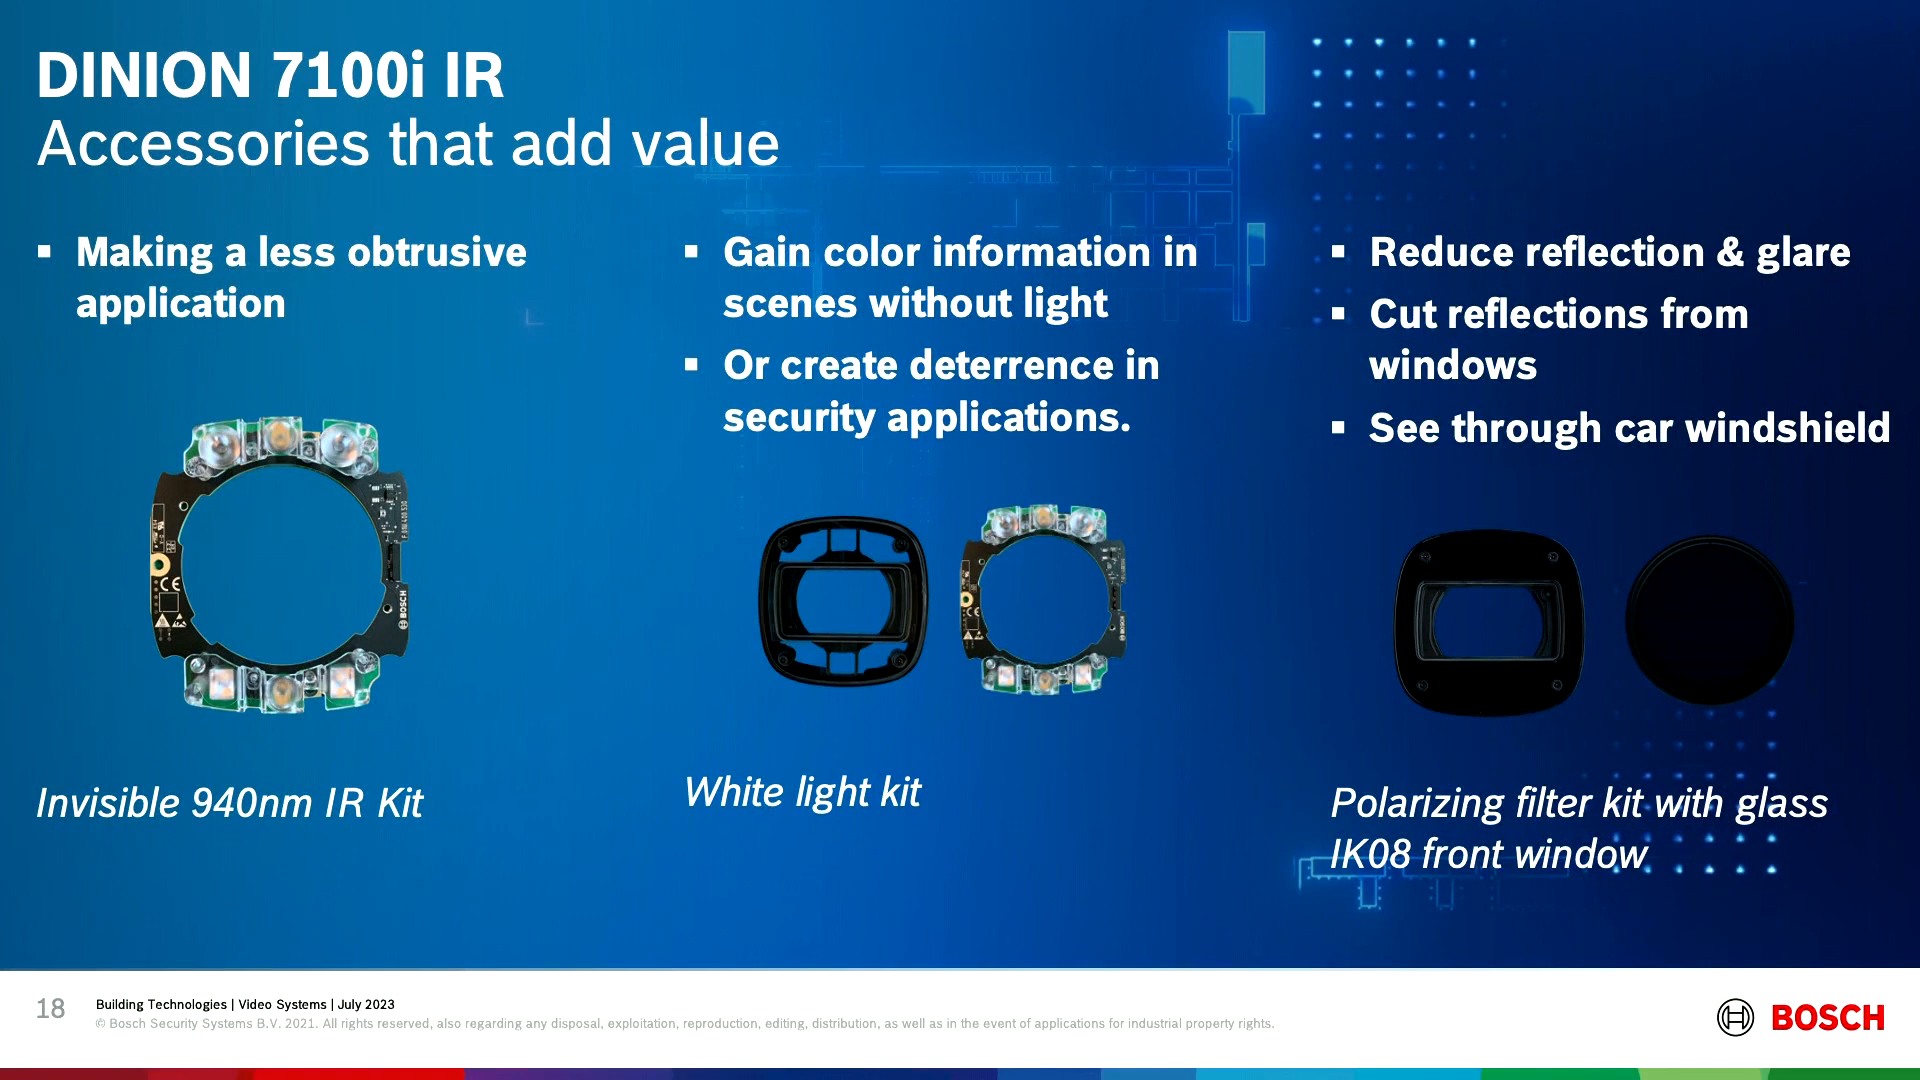 DINION 7100i IR
Accessories that add value
▪ Making a less obtrusive
application
Invisible 940nm IR Kit
▪ Gain color information in
scenes without light
▪ Or create deterrence in
security applications.
White light kit
▪ Reduce reflection & glare
▪ Cut reflections from
windows
▪ See through car windshield
Polarizing filter kit with glass
IK08 front window
CE
BOSCH
18
Building Technologies | Video Systems | July 2023
© Bosch Security Systems B.V. 2021. All rights reserved, also regarding any disposal, exploitation, reproduction, editing, distribution, as well as in the event of applications for industrial property rights.
BOSCH